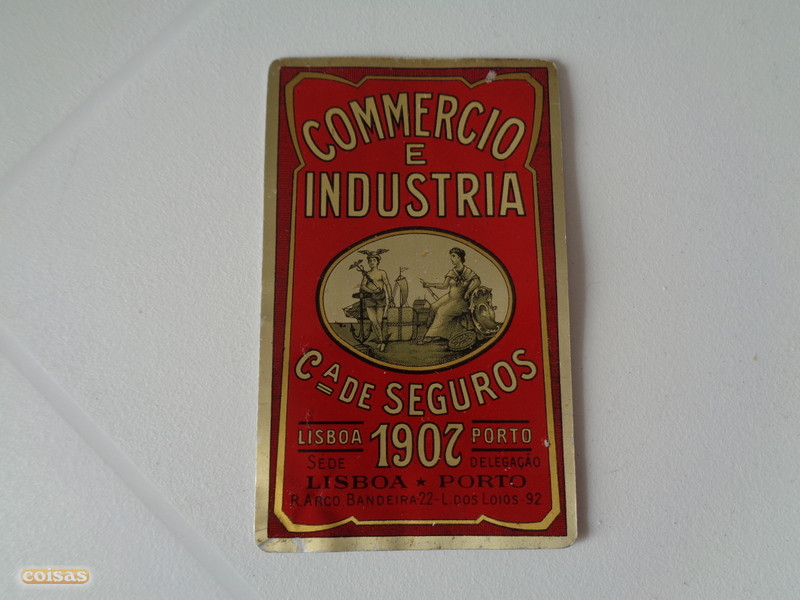 COMMERCIO
E
INDUSTRIA
Cª DE SEGUROS
LISBOA 1907 PORTO
SEDE DELEGAÇÃO
LISBOA ★ PORTO
R. ARCO BANDEIRA-22-L. DOS LOIOS-92
coisas